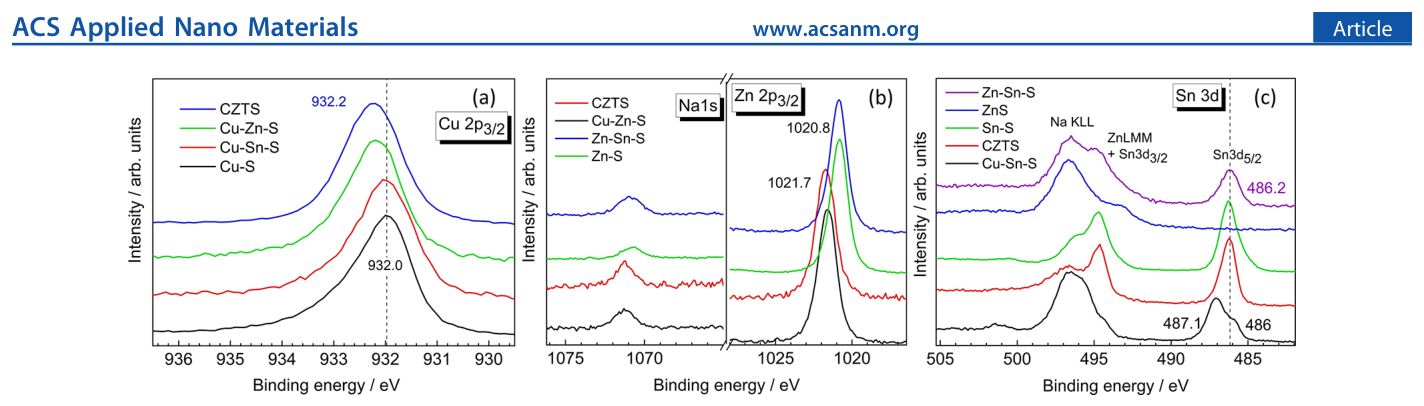 ACS Applied Nano Materials www.acsanm.org Article
(a)
CZTS
Cu-Zn-S
Cu-Sn-S
Cu-S
932.2
Cu 2p3/2
932.0
Intensity / arb. units
936 935 934 933 932 931 930
Binding energy / eV
(b)
CZTS
Cu-Zn-S
Zn-Sn-S
Zn-S
Na1s
Zn 2p3/2
1020.8
1021.7
Intensity / arb. units
1075 1070 1025 1020
Binding energy / eV
(c)
Zn-Sn-S
ZnS
Sn-S
CZTS
Cu-Sn-S
Sn 3d
Na KLL
ZnLMM
+ Sn3d3/2
Sn3d5/2
486.2
487.1
486
Intensity / arb. units
505 500 495 490 485
Binding energy / eV